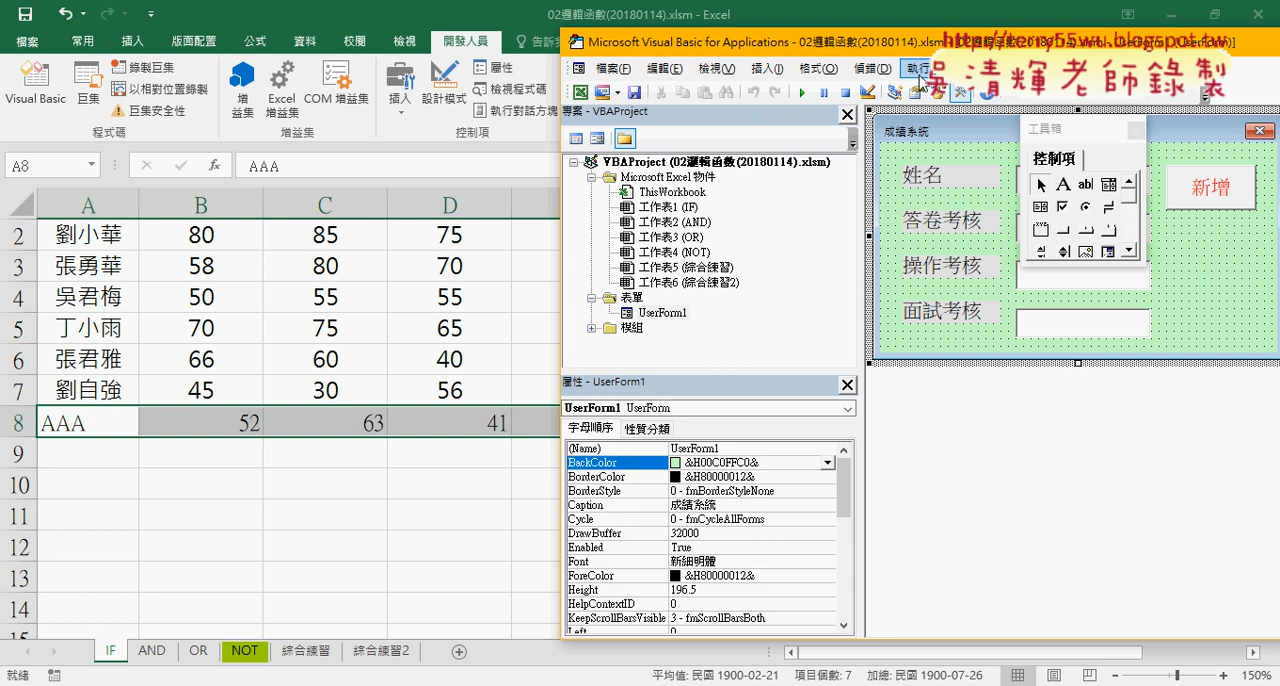 02邏輯函數(20180114).xlsm - Excel
檔案 常用 插入 版面配置 公式 資料 校閱 檢視 開發人員 告訴我
Visual Basic
巨集
錄製巨集
以相對位置錄製
巨集安全性
程式碼
增益集
Excel 增益集
COM 增益集
增益集
插入
設計模式
屬性
檢視程式碼
執行對話方塊
控制項
A8
fx
AAA
A B C D
2 劉小華 80 85 75
3 張勇華 58 80 70
4 吳君梅 50 55 55
5 丁小雨 70 75 65
6 張君雅 66 60 40
7 劉自強 45 30 56
8 AAA 52 63 41
9
10
11
12
13
14
15
IF AND OR NOT 綜合練習 綜合練習2
就緒
平均值: 民國 1900-02-21 項目個數: 7 加總: 民國 1900-07-26
150%
Microsoft Visual Basic for Applications - 02邏輯函數(20180114).xlsm
http://terry55wu.blogspot.tw
吳清輝老師錄製
檔案(F) 編輯(E) 檢視(V) 插入(I) 格式(O) 偵錯(D) 執行
專案 - VBAProject
VBAProject (02邏輯函數(20180114).xlsm)
Microsoft Excel 物件
ThisWorkbook
工作表1 (IF)
工作表2 (AND)
工作表3 (OR)
工作表4 (NOT)
工作表5 (綜合練習)
工作表6 (綜合練習2)
表單
UserForm1
模組
屬性 - UserForm1
UserForm1 UserForm
字母順序 性質分類
(Name) UserForm1
BackColor &H00C0FFC0&
BorderColor &H80000012&
BorderStyle 0 - fmBorderStyleNone
Caption 成績系統
Cycle 0 - fmCycleAllForms
DrawBuffer 32000
Enabled True
Font 新細明體
ForeColor &H80000012&
Height 196.5
HelpContextID 0
KeepScrollBarsVisible 3 - fmScrollBarsBoth
Left 0
成績系統
姓名
答卷考核
操作考核
面試考核
新增
工具箱
控制項
A
ab|